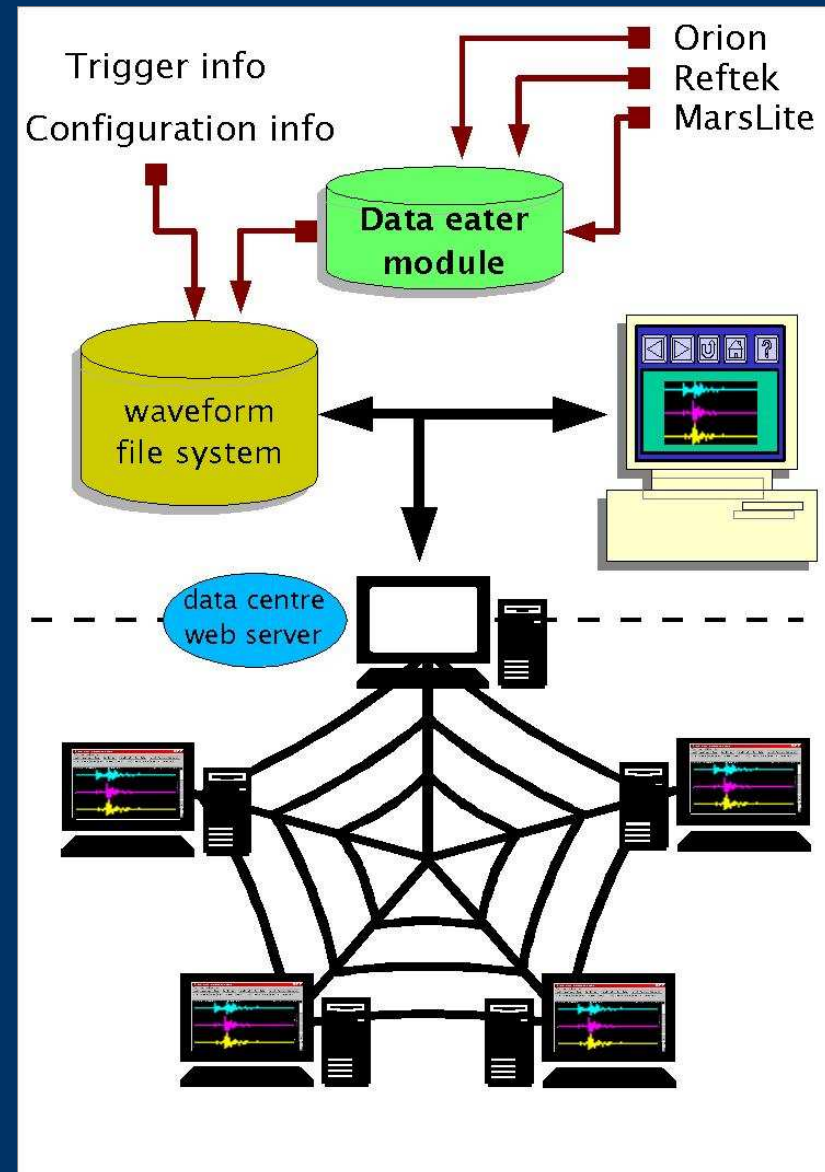 Trigger info
Configuration info
Orion
Reftek
MarsLite
Data eater
module
waveform
file system
?
data centre
web server